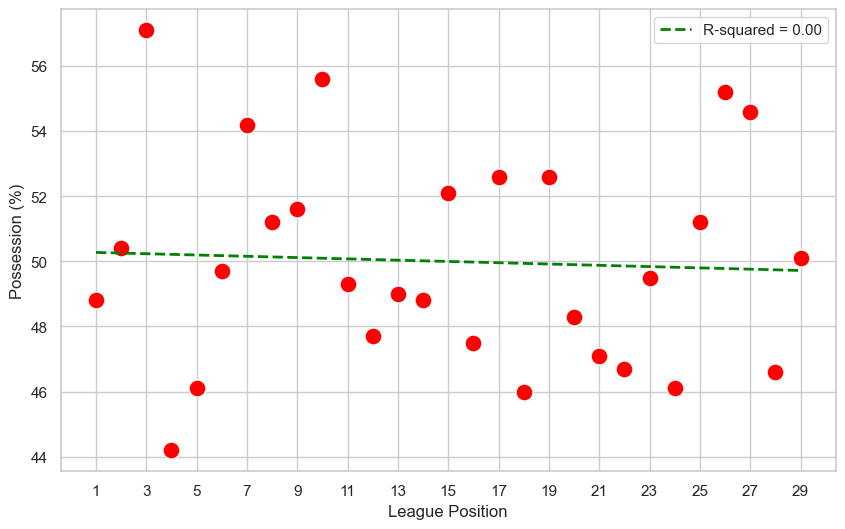 R-squared = 0.00
Possession (%)
56
54
52
50
48
46
44
1 3 5 7 9 11 13 15 17 19 21 23 25 27 29
League Position